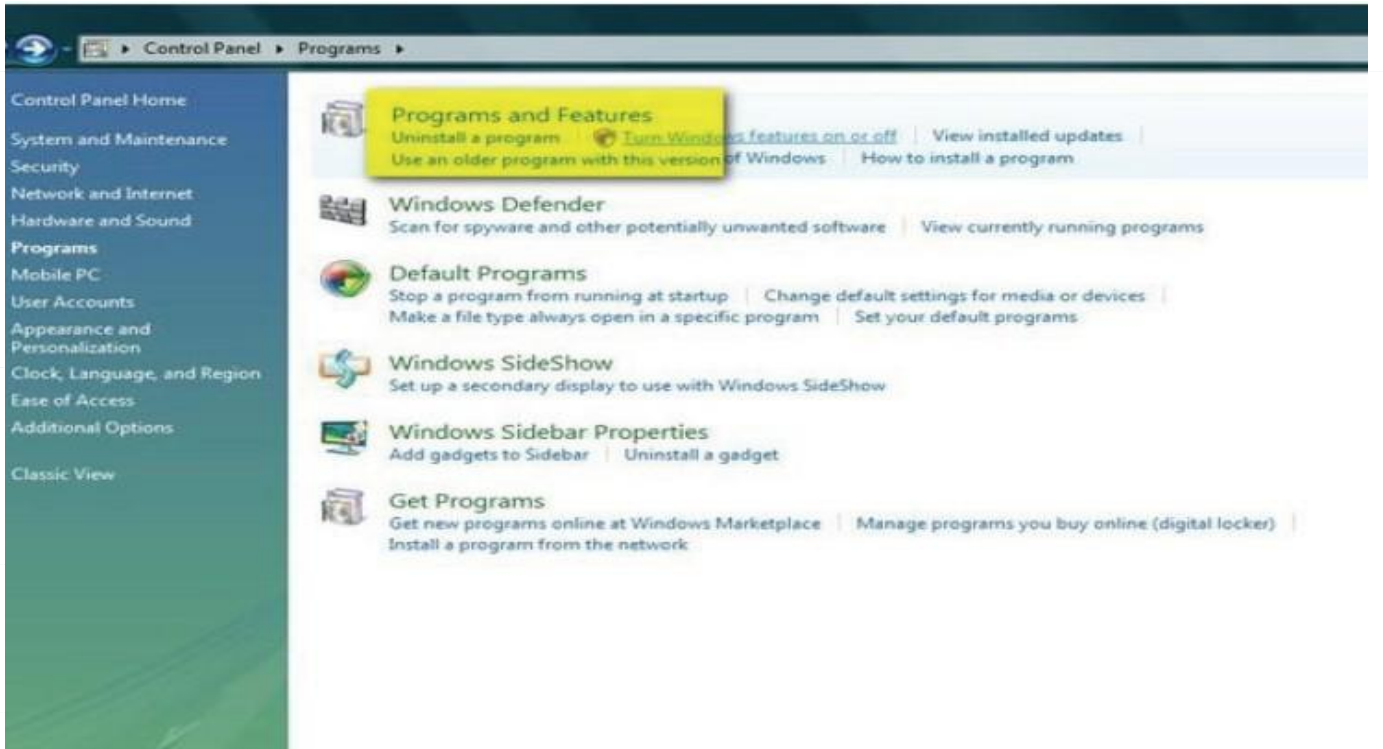 Control Panel Programs
Control Panel Home
System and Maintenance
Security
Network and Internet
Hardware and Sound
Programs
Mobile PC
User Accounts
Appearance and
Personalization
Clock, Language, and Region
Ease of Access
Additional Options
Classic View
Programs and Features
Uninstall a program Turn Windows features on or off View installed updates
Use an older program with this version of Windows How to install a program
Windows Defender
Scan for spyware and other potentially unwanted software View currently running programs
Default Programs
Stop a program from running at startup Change default settings for media or devices
Make a file type always open in a specific program Set your default programs
Windows SideShow
Set up a secondary display to use with Windows SideShow
Windows Sidebar Properties
Add gadgets to Sidebar Uninstall a gadget
Get Programs
Get new programs online at Windows Marketplace Manage programs you buy online (digital locker)
Install a program from the network